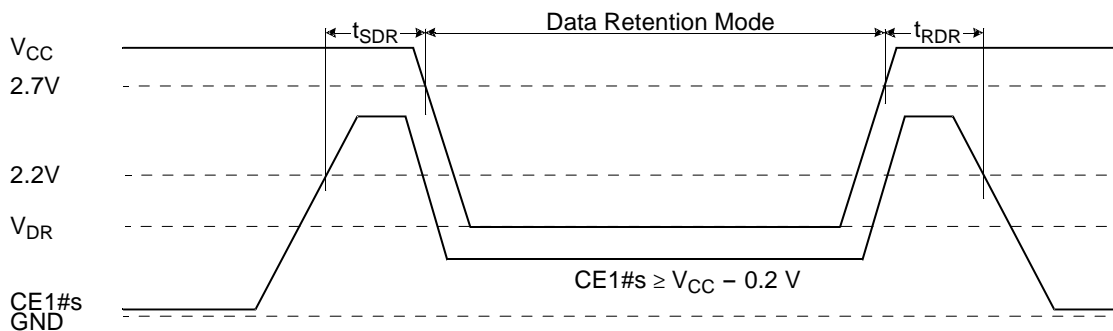 Data Retention Mode
tSDR
tRDR
VCC
2.7V
2.2V
VDR
CE1#s ≥ VCC − 0.2 V
CE1#s
GND